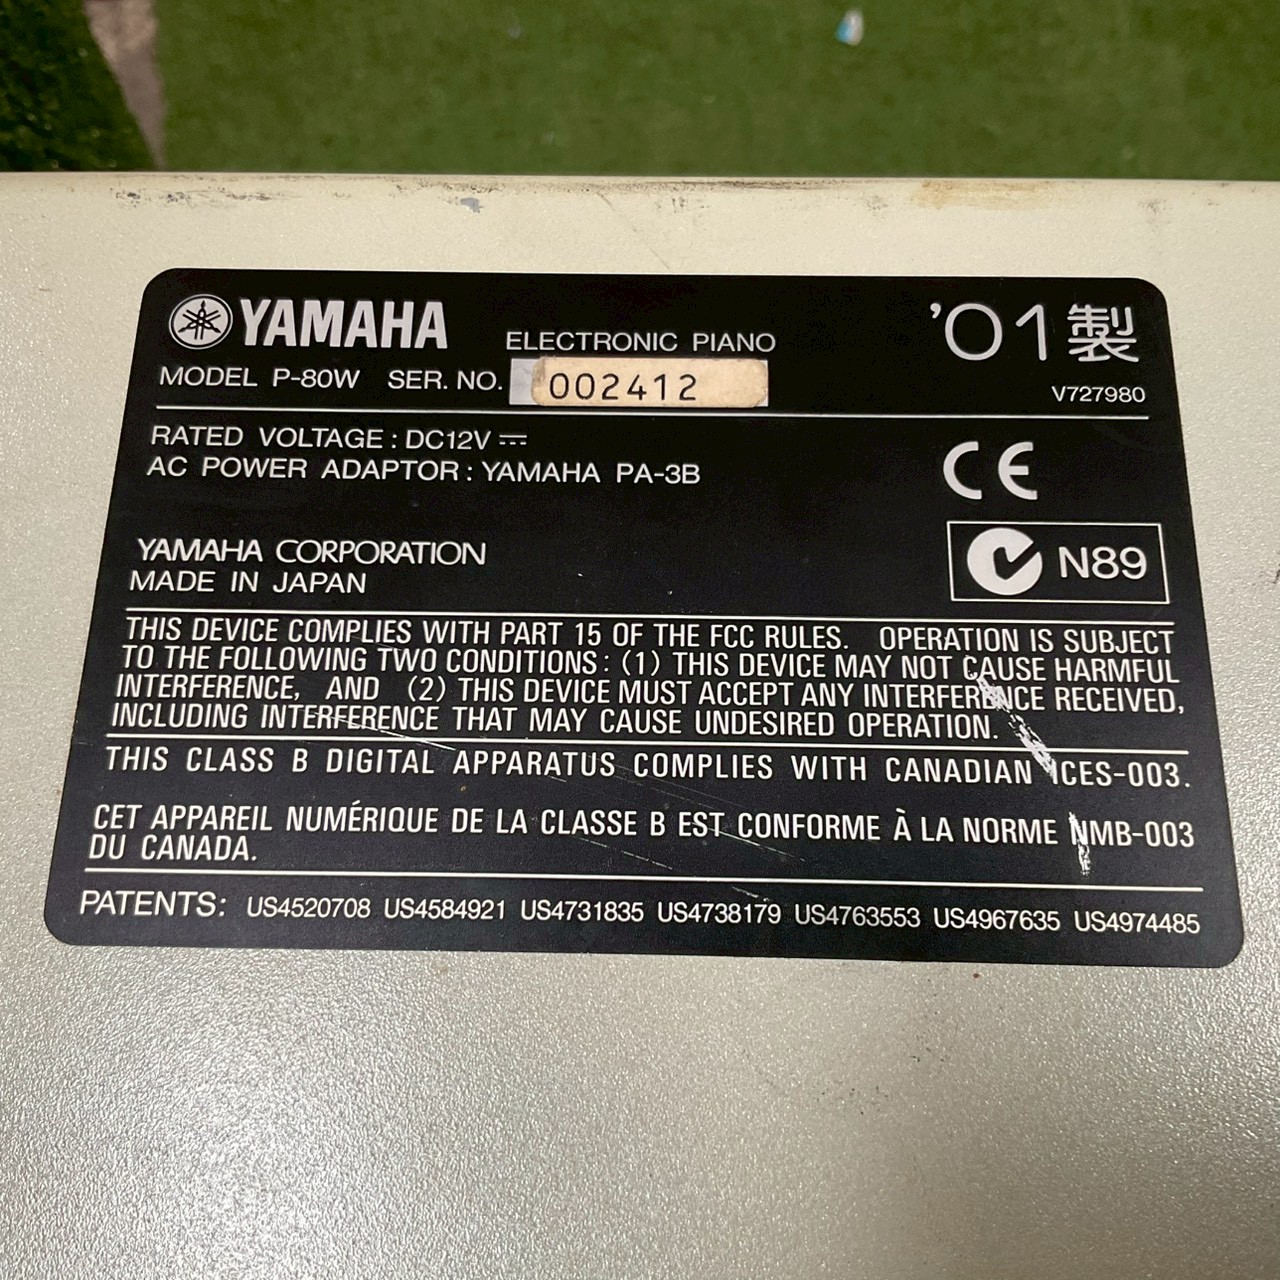 YAMAHA
ELECTRONIC PIANO
'01製
MODEL P-80W SER. NO. 002412
V727980
RATED VOLTAGE : DC12V ⎓
AC POWER ADAPTOR : YAMAHA PA-3B
CE
YAMAHA CORPORATION
MADE IN JAPAN
N89
THIS DEVICE COMPLIES WITH PART 15 OF THE FCC RULES. OPERATION IS SUBJECT
TO THE FOLLOWING TWO CONDITIONS : (1) THIS DEVICE MAY NOT CAUSE HARMFUL
INTERFERENCE, AND (2) THIS DEVICE MUST ACCEPT ANY INTERFERENCE RECEIVED,
INCLUDING INTERFERENCE THAT MAY CAUSE UNDESIRED OPERATION.
THIS CLASS B DIGITAL APPARATUS COMPLIES WITH CANADIAN ICES-003.
CET APPAREIL NUMÉRIQUE DE LA CLASSE B EST CONFORME À LA NORME NMB-003
DU CANADA.
PATENTS: US4520708 US4584921 US4731835 US4738179 US4763553 US4967635 US4974485